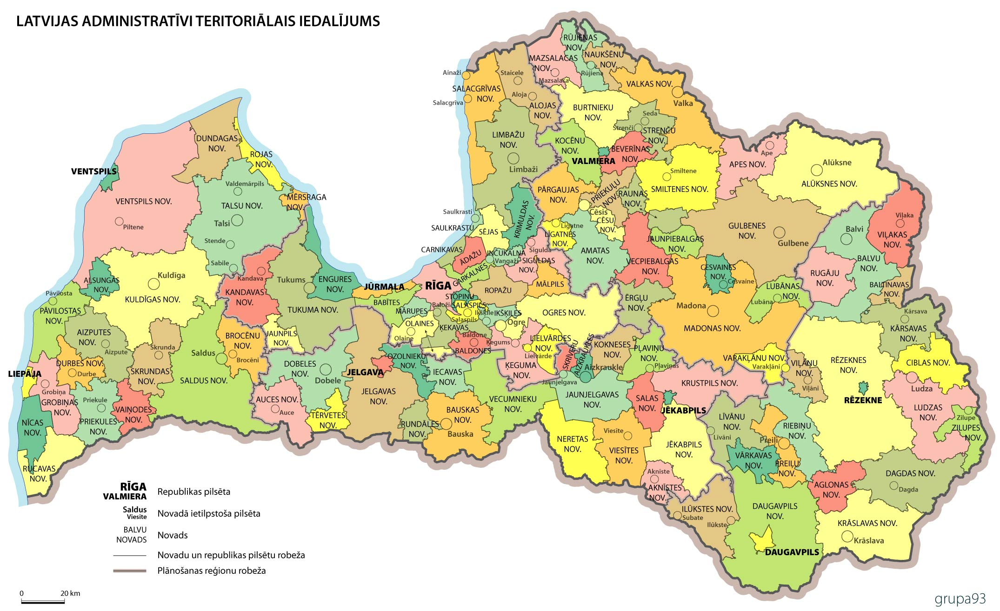 LATVIJAS ADMINISTRATĪVI TERITORIĀLAIS IEDALĪJUMS
RŪJIENAS
NOV.
NAUKŠĒNU
NOV.
MAZSALACAS
NOV.
Mazsalaca
Rūjiena
Ainaži
Staicele
VALKAS NOV.
Valka
SALACGRĪVAS
NOV.
Salacgrīva
Aloja
ALOJAS
NOV.
BURTNIEKU
NOV.
Seda
Strenči
STRENČU
NOV.
LIMBAŽU
NOV.
Limbaži
KOCĒNU
NOV.
BEVERĪNAS
NOV.
VALMIERA
Ape
APES NOV.
Alūksne
ALŪKSNES NOV.
Smiltene
SMILTENES NOV.
DUNDAGAS
NOV.
ROJAS
NOV.
VENTSPILS
VENTSPILS NOV.
Piltene
Valdemārpils
TALSU NOV.
Talsi
Stende
Sabile
MĒRSRAGA
NOV.
PĀRGAUJAS
NOV.
PRIEKUĻU
NOV.
RAUNAS
NOV.
Cēsis
CĒSU
NOV.
KRIMULDAS
NOV.
Līgatne
LĪGATNES
NOV.
Saulkrasti
SAULKRASTU
SĒJAS
CARNIKAVAS
ĀDAŽU
INČUKALNA
Vangaži
Sigulda
SIGULDAS
NOV.
GARKALNES
AMATAS
NOV.
VECPIEBALGAS
NOV.
JAUNPIEBALGAS
NOV.
GULBENES
NOV.
Gulbene
Balvi
BALVU
NOV.
Viļaka
VIĻAKAS
NOV.
RUGĀJU
NOV.
BALTINAVAS
NOV.
CESVAINES
NOV.
Cesvaine
LUBĀNAS
NOV.
Lubāna
Madona
MADONAS NOV.
ĒRGĻU
NOV.
MĀLPILS
ROPAŽU
RĪGA
STOPIŅU
SALASPILS
Salaspils
Baloži
MĀRUPES
BABĪTES
JŪRMALA
Ikšķile
IKŠĶILES
Ogre
OGRES NOV.
OLAINES
Olaine
ĶEKAVAS
Baldone
BALDONES
Ķegums
ĶEGUMA
NOV.
LIELVĀRDES
NOV.
Lielvārde
SKRĪVERU
AIZKRAUKLES
Aizkraukle
KOKNESES
NOV.
PĻAVIŅU
NOV.
Pļaviņas
Jaunjelgava
JAUNJELGAVAS
NOV.
ALSUNGAS
NOV.
Kuldīga
KULDĪGAS NOV.
Kandava
KANDAVAS
NOV.
Tukums
TUKUMA NOV.
ENGURES
NOV.
Pāvilosta
PĀVILOSTAS
NOV.
AIZPUTES
NOV.
Aizpute
Skrunda
SKRUNDAS
NOV.
Saldus
SALDUS NOV.
BROCĒNU
NOV.
Brocēni
JAUNPILS
NOV.
DURBES NOV.
Durbe
LIEPĀJA
Grobiņa
GROBIŅAS
NOV.
Priekule
PRIEKULES
NOV.
VAIŅODES
NOV.
NĪCAS
NOV.
RUCAVAS
NOV.
DOBELES
NOV.
Dobele
AUCES NOV.
Auce
TĒRVETES
NOV.
JELGAVA
JELGAVAS
NOV.
OZOLNIEKU
NOV.
IECAVAS
NOV.
RUNDĀLES
NOV.
BAUSKAS
NOV.
Bauska
VECUMNIEKU
NOV.
NERETAS
NOV.
Viesīte
VIESĪTES
NOV.
SALAS
NOV.
KRUSTPILS NOV.
JĒKABPILS
JĒKABPILS
NOV.
Aknīste
AKNĪSTES
NOV.
VARAKĻĀNU NOV.
Varakļāni
VIĻĀNU
NOV.
Viļāni
RĒZEKNES
NOV.
RĒZEKNE
Kārsava
KĀRSAVAS
NOV.
CIBLAS NOV.
Ludza
LUDZAS
NOV.
Zilupe
ZILUPES
NOV.
LĪVĀNU
NOV.
Līvāni
RIEBIŅU
NOV.
Preiļi
PREIĻU
NOV.
VĀRKAVAS
NOV.
AGLONAS
NOV.
DAGDAS NOV.
Dagda
ILŪKSTES NOV.
Subate
Ilūkste
DAUGAVPILS
NOV.
DAUGAVPILS
KRĀSLAVAS NOV.
Krāslava
RĪGA
VALMIERA
Republikas pilsēta
Saldus
Viesīte
Novadā ietilpstoša pilsēta
BALVU
NOVADS
Novads
Novadu un republikas pilsētu robeža
Plānošanas reģionu robeža
0 20 km
grupa93